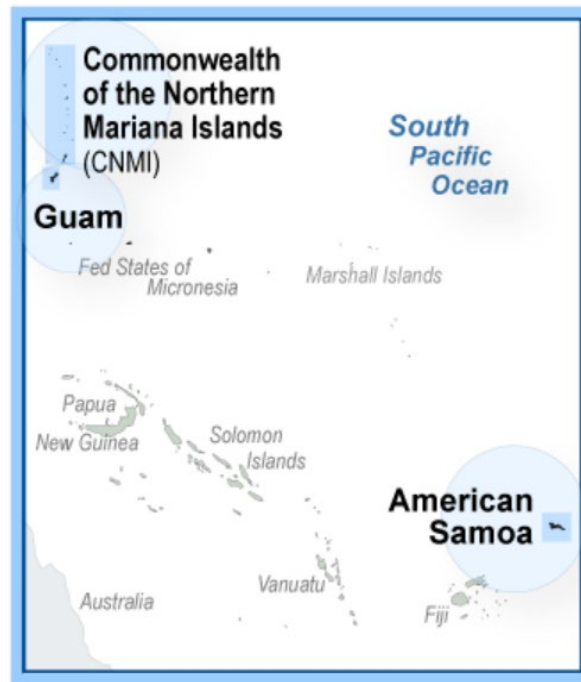 Commonwealth
of the Northern
Mariana Islands
(CNMI)
South
Pacific
Ocean
Guam
Fed States of
Micronesia
Marshall Islands
Papua
New Guinea
Solomon
Islands
American
Samoa
Vanuatu
Australia
Fiji